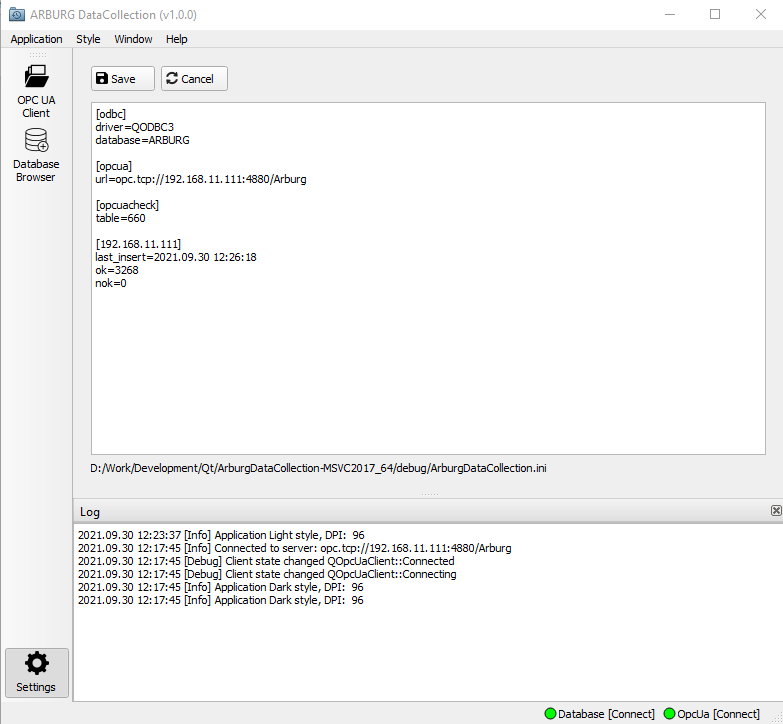 ARBURG DataCollection (v1.0.0)
Application Style Window Help
OPC UA
Client
Database
Browser
Save Cancel
[odbc]
driver=QODBC3
database=ARBURG
[opcua]
url=opc.tcp://192.168.11.111:4880/Arburg
[opcuacheck]
table=660
[192.168.11.111]
last_insert=2021.09.30 12:26:18
ok=3268
nok=0
D:/Work/Development/Qt/ArburgDataCollection-MSVC2017_64/debug/ArburgDataCollection.ini
Log
2021.09.30 12:23:37 [Info] Application Light style, DPI:  96
2021.09.30 12:17:45 [Info] Connected to server: opc.tcp://192.168.11.111:4880/Arburg
2021.09.30 12:17:45 [Debug] Client state changed QOpcUaClient::Connected
2021.09.30 12:17:45 [Debug] Client state changed QOpcUaClient::Connecting
2021.09.30 12:17:45 [Info] Application Dark style, DPI:  96
2021.09.30 12:17:45 [Info] Application Dark style, DPI:  96
Settings
Database [Connect] OpcUa [Connect]